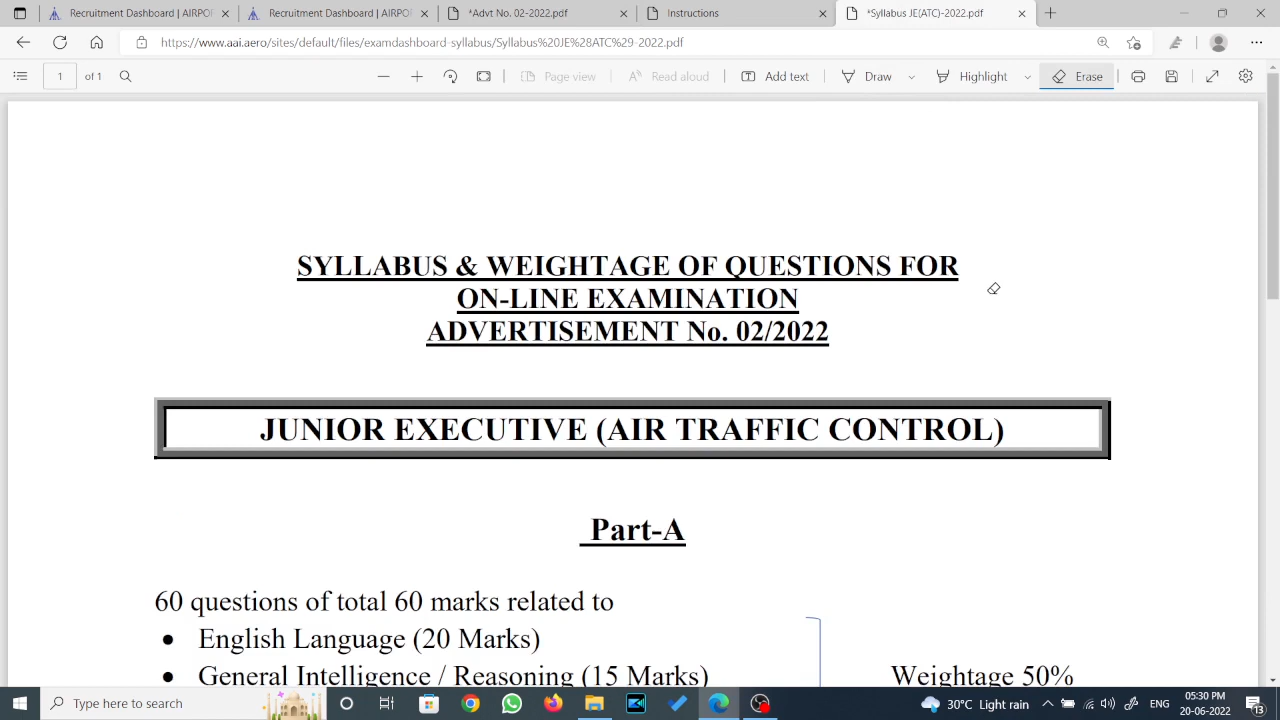 Recruitment Dashboard | AIRPO
Recruitment Dashboard | AIRPO
*Advt No. 02-2022.pdf
Instructions
*Syllabus JE(ATC)-2022.pdf
https://www.aai.aero/sites/default/files/examdashboard-syllabus/Syllabus%20JE%28ATC%29-2022.pdf
1 of 1
Page view
Read aloud
Add text
Draw
Highlight
Erase
SYLLABUS & WEIGHTAGE OF QUESTIONS FOR
ON-LINE EXAMINATION
ADVERTISEMENT No. 02/2022
JUNIOR EXECUTIVE (AIR TRAFFIC CONTROL)
Part-A
60 questions of total 60 marks related to
• English Language (20 Marks)
• General Intelligence / Reasoning (15 Marks)
Weightage 50%
Type here to search
30°C Light rain
ENG
05:30 PM
20-06-2022
13